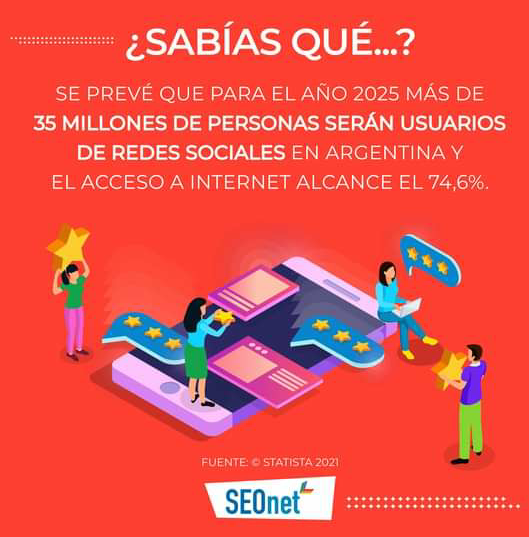 ¿SABÍAS QUÉ...?
SE PREVÉ QUE PARA EL AÑO 2025 MÁS DE
35 MILLONES DE PERSONAS SERÁN USUARIOS
DE REDES SOCIALES EN ARGENTINA Y
EL ACCESO A INTERNET ALCANCE EL 74,6%.
FUENTE: © STATISTA 2021
SEOnet